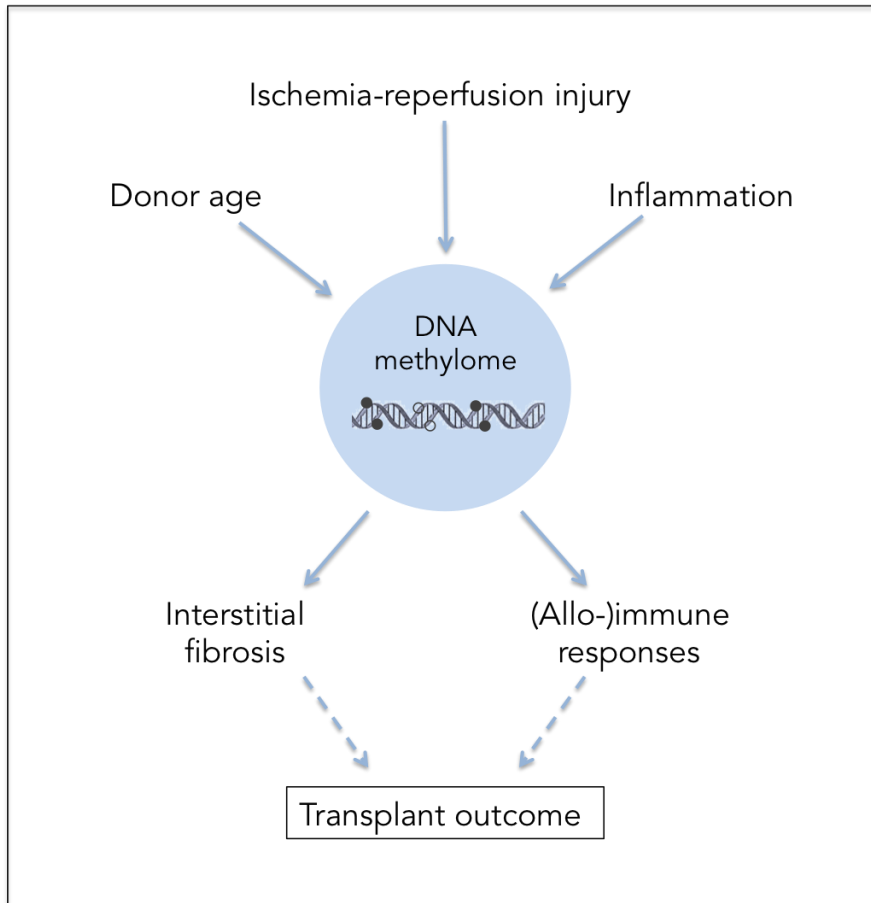 Ischemia-reperfusion injury
Donor age
Inflammation
DNA
methylome
Interstitial
fibrosis
(Allo-)immune
responses
Transplant outcome